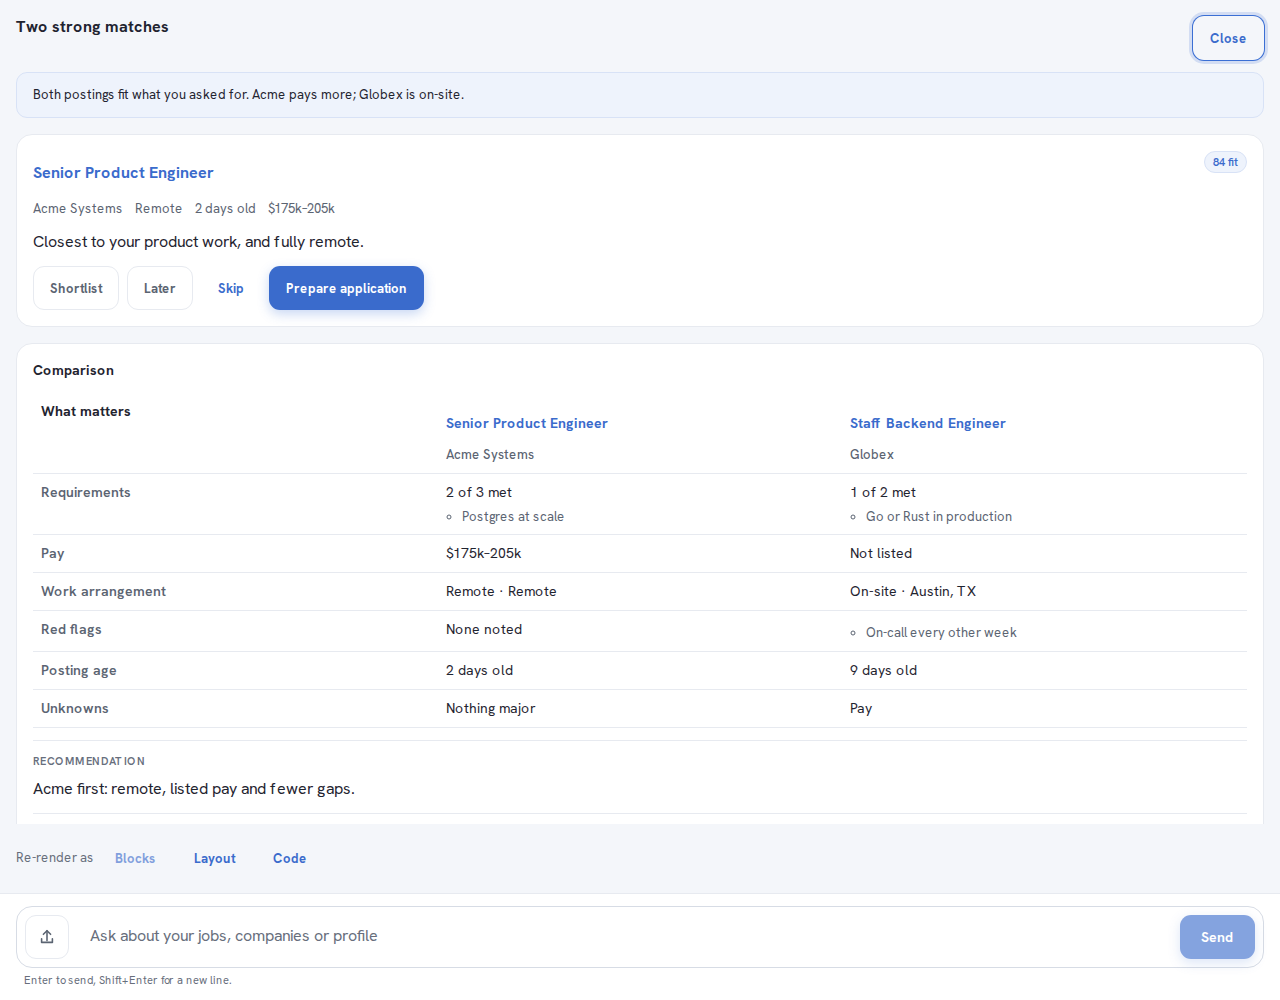 Two strong matches
Close
Both postings fit what you asked for. Acme pays more; Globex is on-site.
Senior Product Engineer
84 fit
Acme Systems Remote 2 days old $175k–205k
Closest to your product work, and fully remote.
Shortlist Later Skip Prepare application
Comparison
What matters
Senior Product Engineer Staff Backend Engineer
Acme Systems Globex
Requirements 2 of 3 met 1 of 2 met
Postgres at scale Go or Rust in production
Pay $175k–205k Not listed
Work arrangement Remote · Remote On-site · Austin, TX
Red flags None noted On-call every other week
Posting age 2 days old 9 days old
Unknowns Nothing major Pay
RECOMMENDATION
Acme first: remote, listed pay and fewer gaps.
Re-render as Blocks Layout Code
Ask about your jobs, companies or profile
Send
Enter to send, Shift+Enter for a new line.